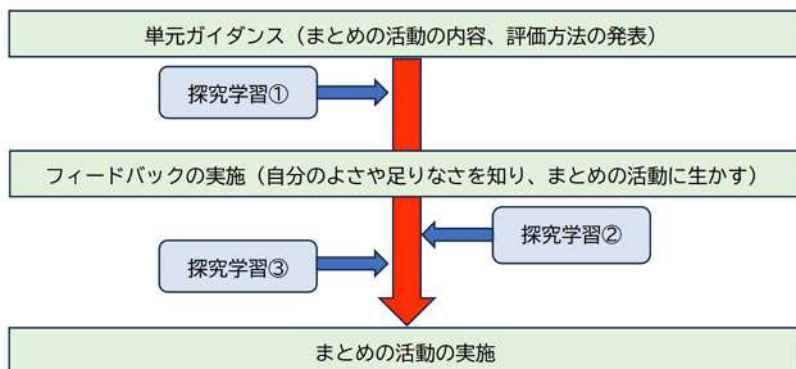 単元ガイダンス（まとめの活動の内容、評価方法の発表）
探究学習①
フィードバックの実施（自分のよさや足りなさを知り、まとめの活動に生かす）
探究学習②
探究学習③
まとめの活動の実施